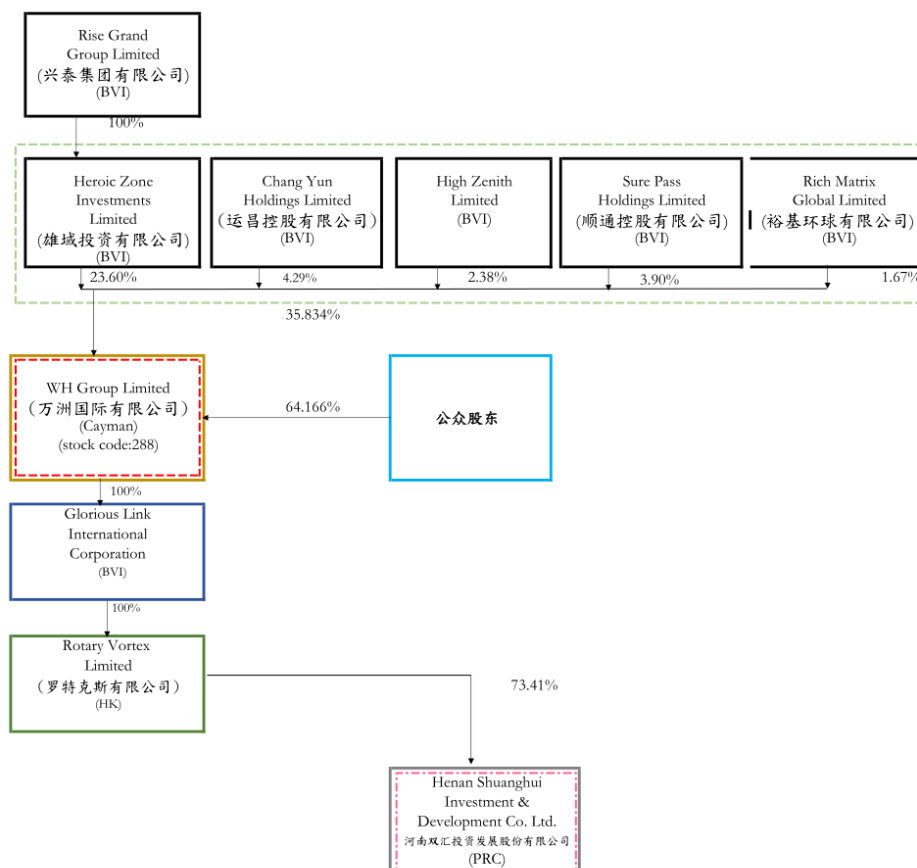 Rise Grand
Group Limited
(兴泰集团有限公司)
(BVI)
100%
Heroic Zone
Investments
Limited
(雄域投资有限公司)
(BVI)
Chang Yun
Holdings Limited
(运昌控股有限公司)
(BVI)
High Zenith
Limited
(BVI)
Sure Pass
Holdings Limited
(顺通控股有限公司)
(BVI)
Rich Matrix
Global Limited
(裕基环球有限公司)
(BVI)
23.60%
4.29%
2.38%
3.90%
1.67%
35.834%
WH Group Limited
(万洲国际有限公司)
(Cayman)
(stock code:288)
64.166%
公众股东
100%
Glorious Link
International
Corporation
(BVI)
100%
Rotary Vortex
Limited
(罗特克斯有限公司)
(HK)
73.41%
Henan Shuanghui
Investment &
Development Co. Ltd.
河南双汇投资发展股份有限公司
(PRC)